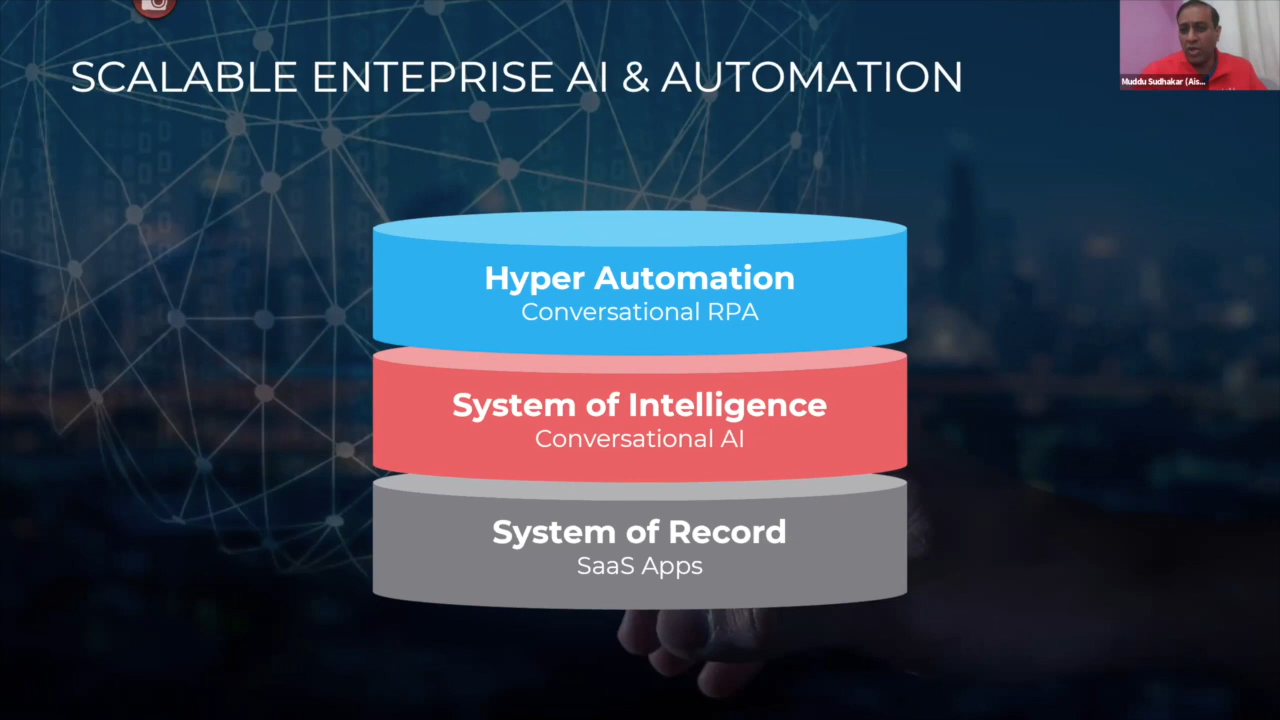 SCALABLE ENTEPRISE AI & AUTOMATION
Muddu Sudhakar (Ais...
Hyper Automation
Conversational RPA
System of Intelligence
Conversational AI
System of Record
SaaS Apps